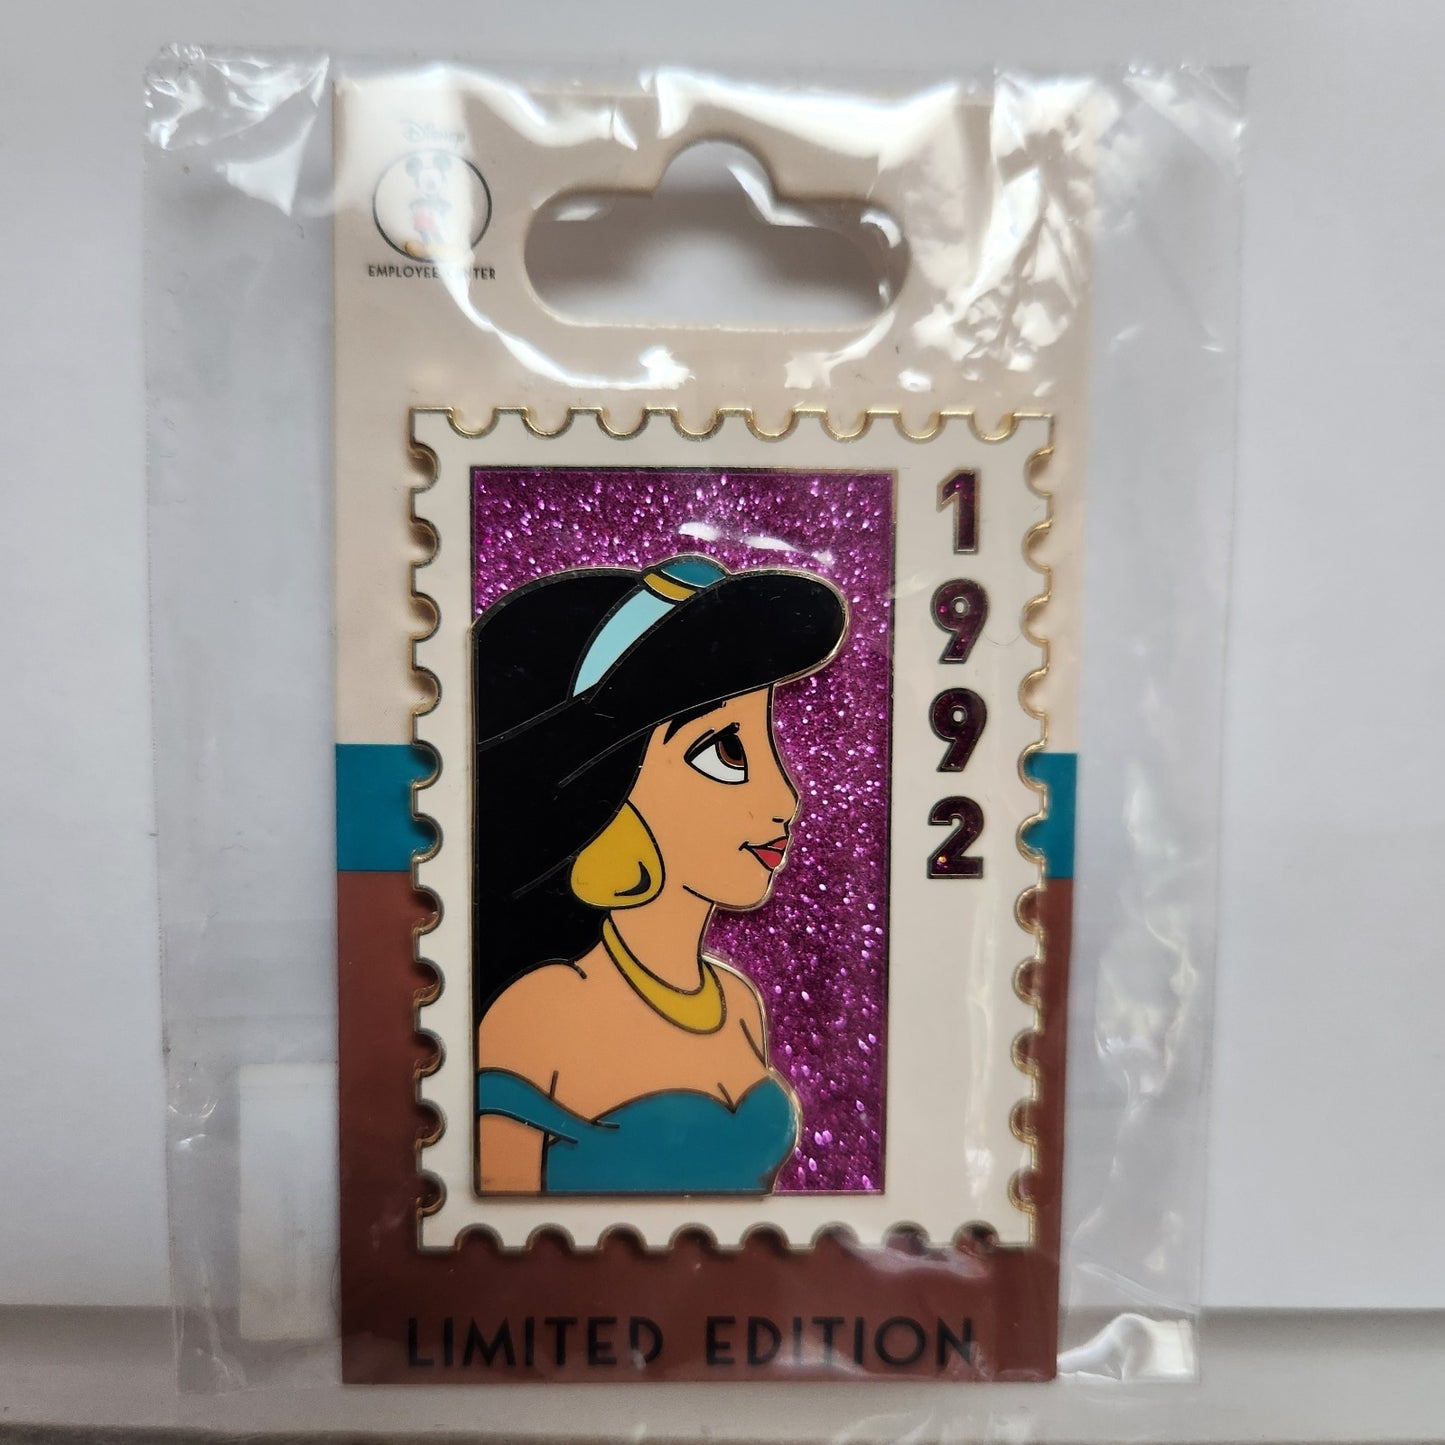 Disney
EMPLOYEE CENTER
1992
LIMITED EDITION